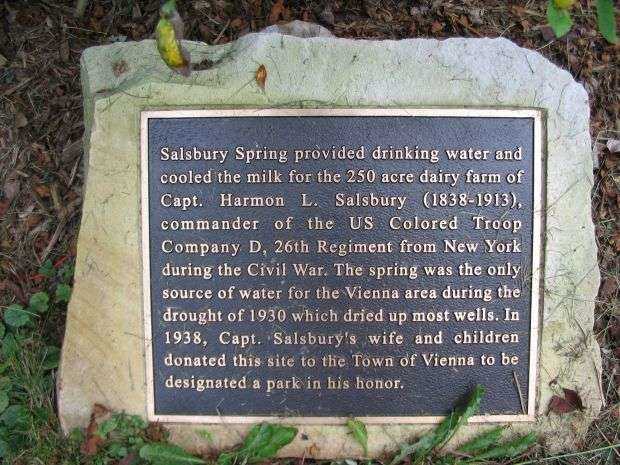 Salsbury Spring provided drinking water and
cooled the milk for the 250 acre dairy farm of
Capt. Harmon L. Salsbury (1838-1913),
commander of the US Colored Troop
Company D, 26th Regiment from New York
during the Civil War. The spring was the only
source of water for the Vienna area during the
drought of 1930 which dried up most wells. In
1938, Capt. Salsbury's wife and children
donated this site to the Town of Vienna to be
designated a park in his honor.